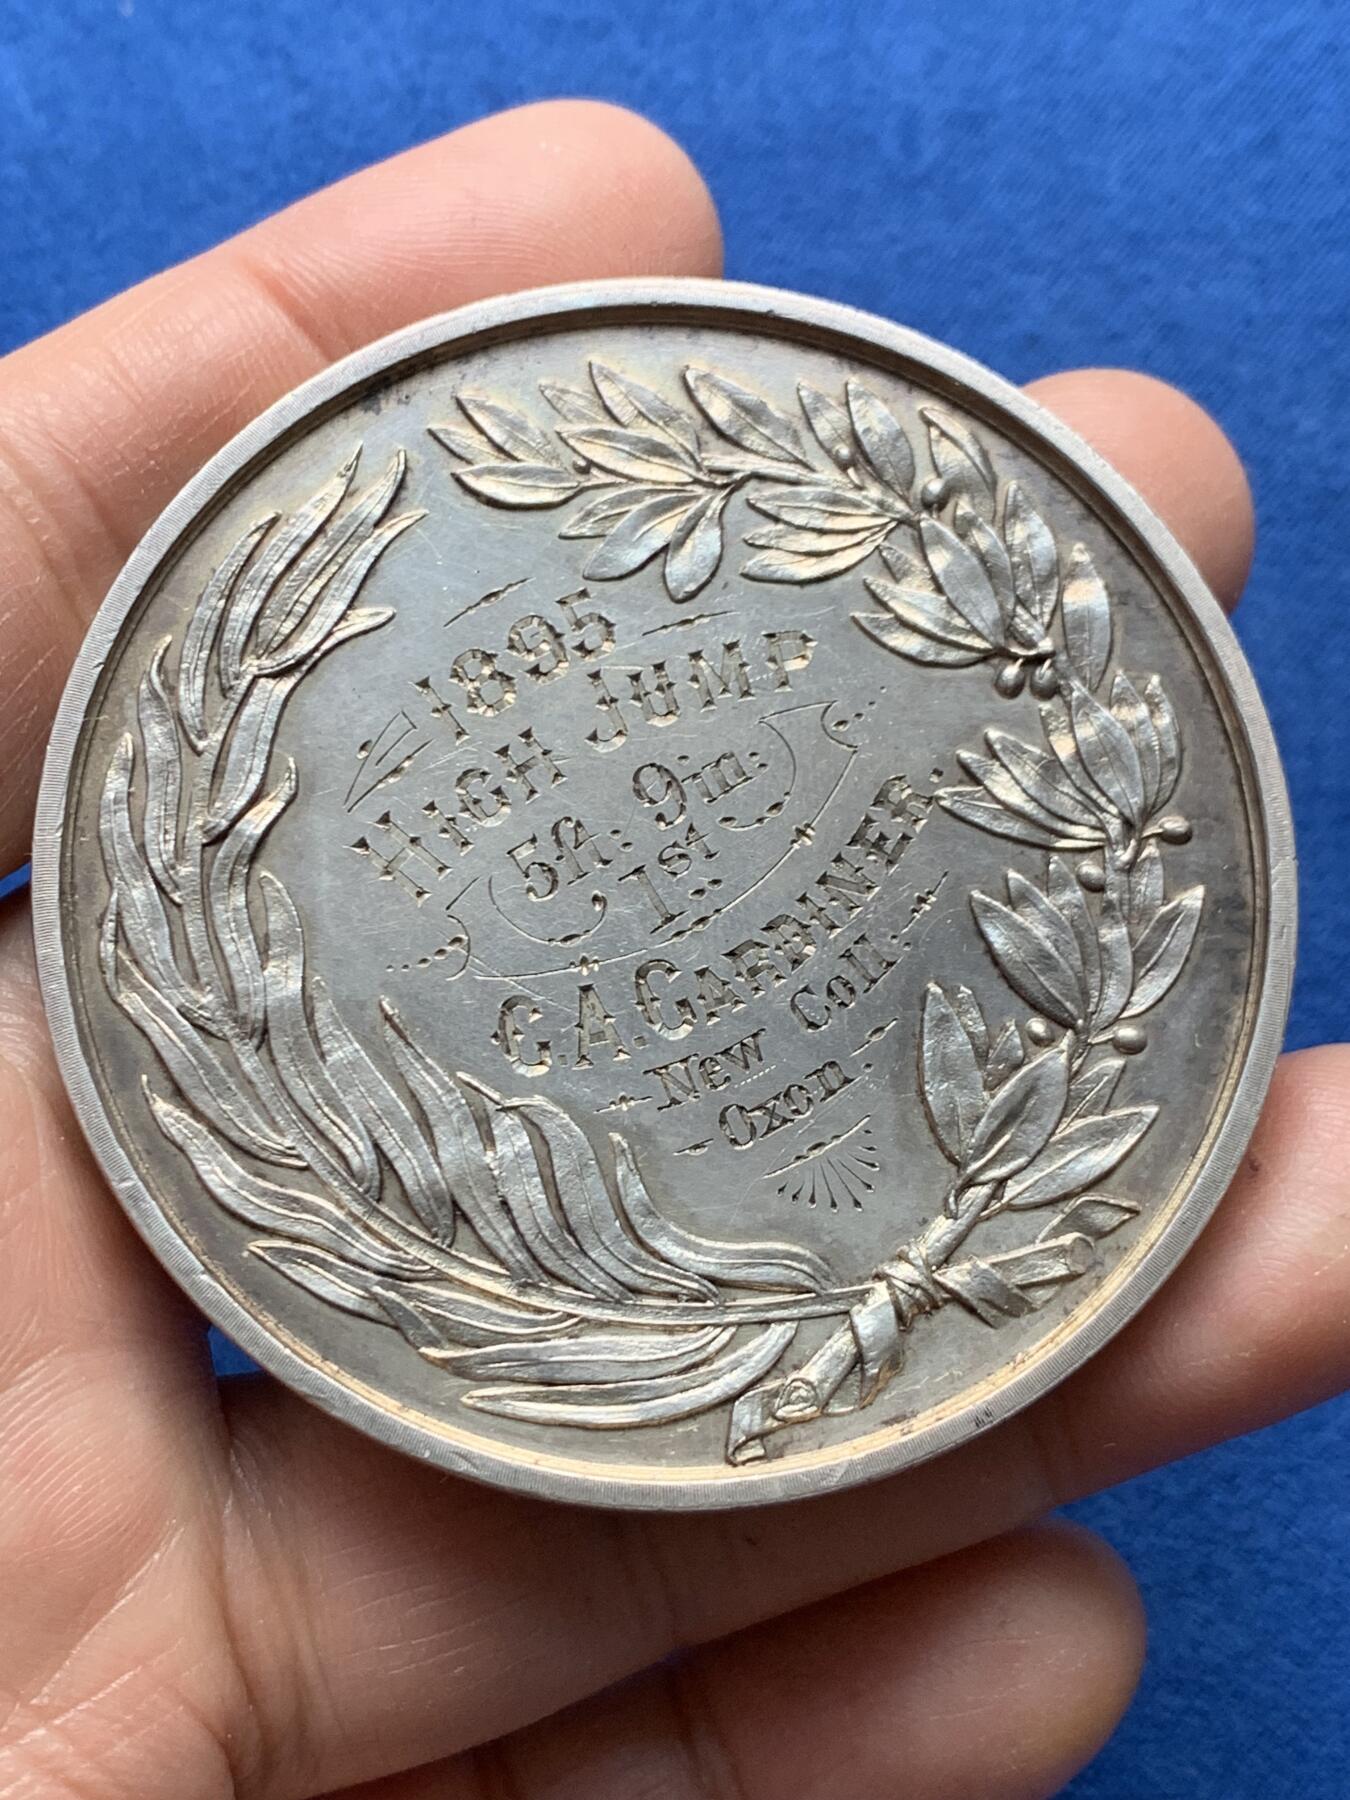 1895
HIGH JUMP
5ft: 9in:
1st
G.A. GARDINER.
New Coll:
Oxon.